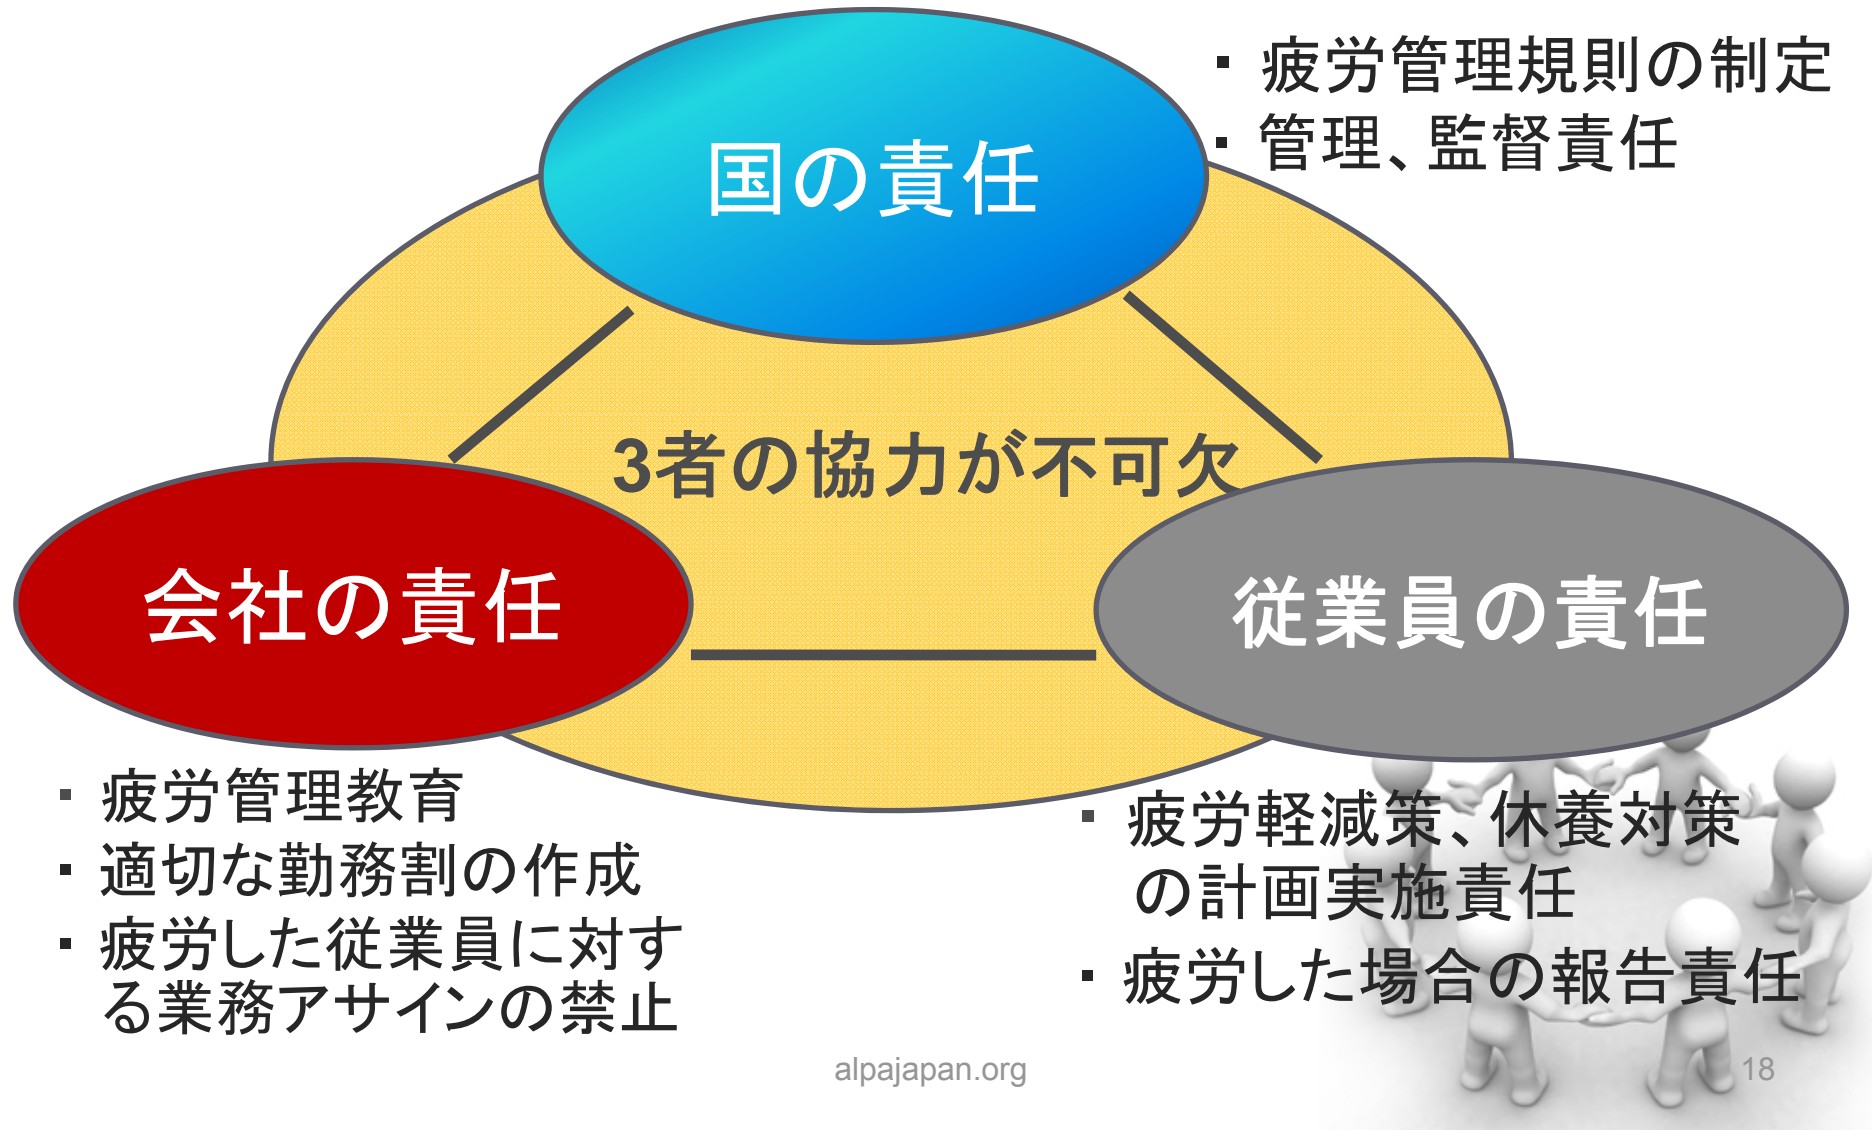 ・ 疲労管理規則の制定
・ 管理、監督責任
国の責任
3者の協力が不可欠
会社の責任
従業員の責任
・ 疲労管理教育
・ 適切な勤務割の作成
・ 疲労した従業員に対す
る業務アサインの禁止
・ 疲労軽減策、休養対策
の計画実施責任
・ 疲労した場合の報告責任
alpajapan.org
18